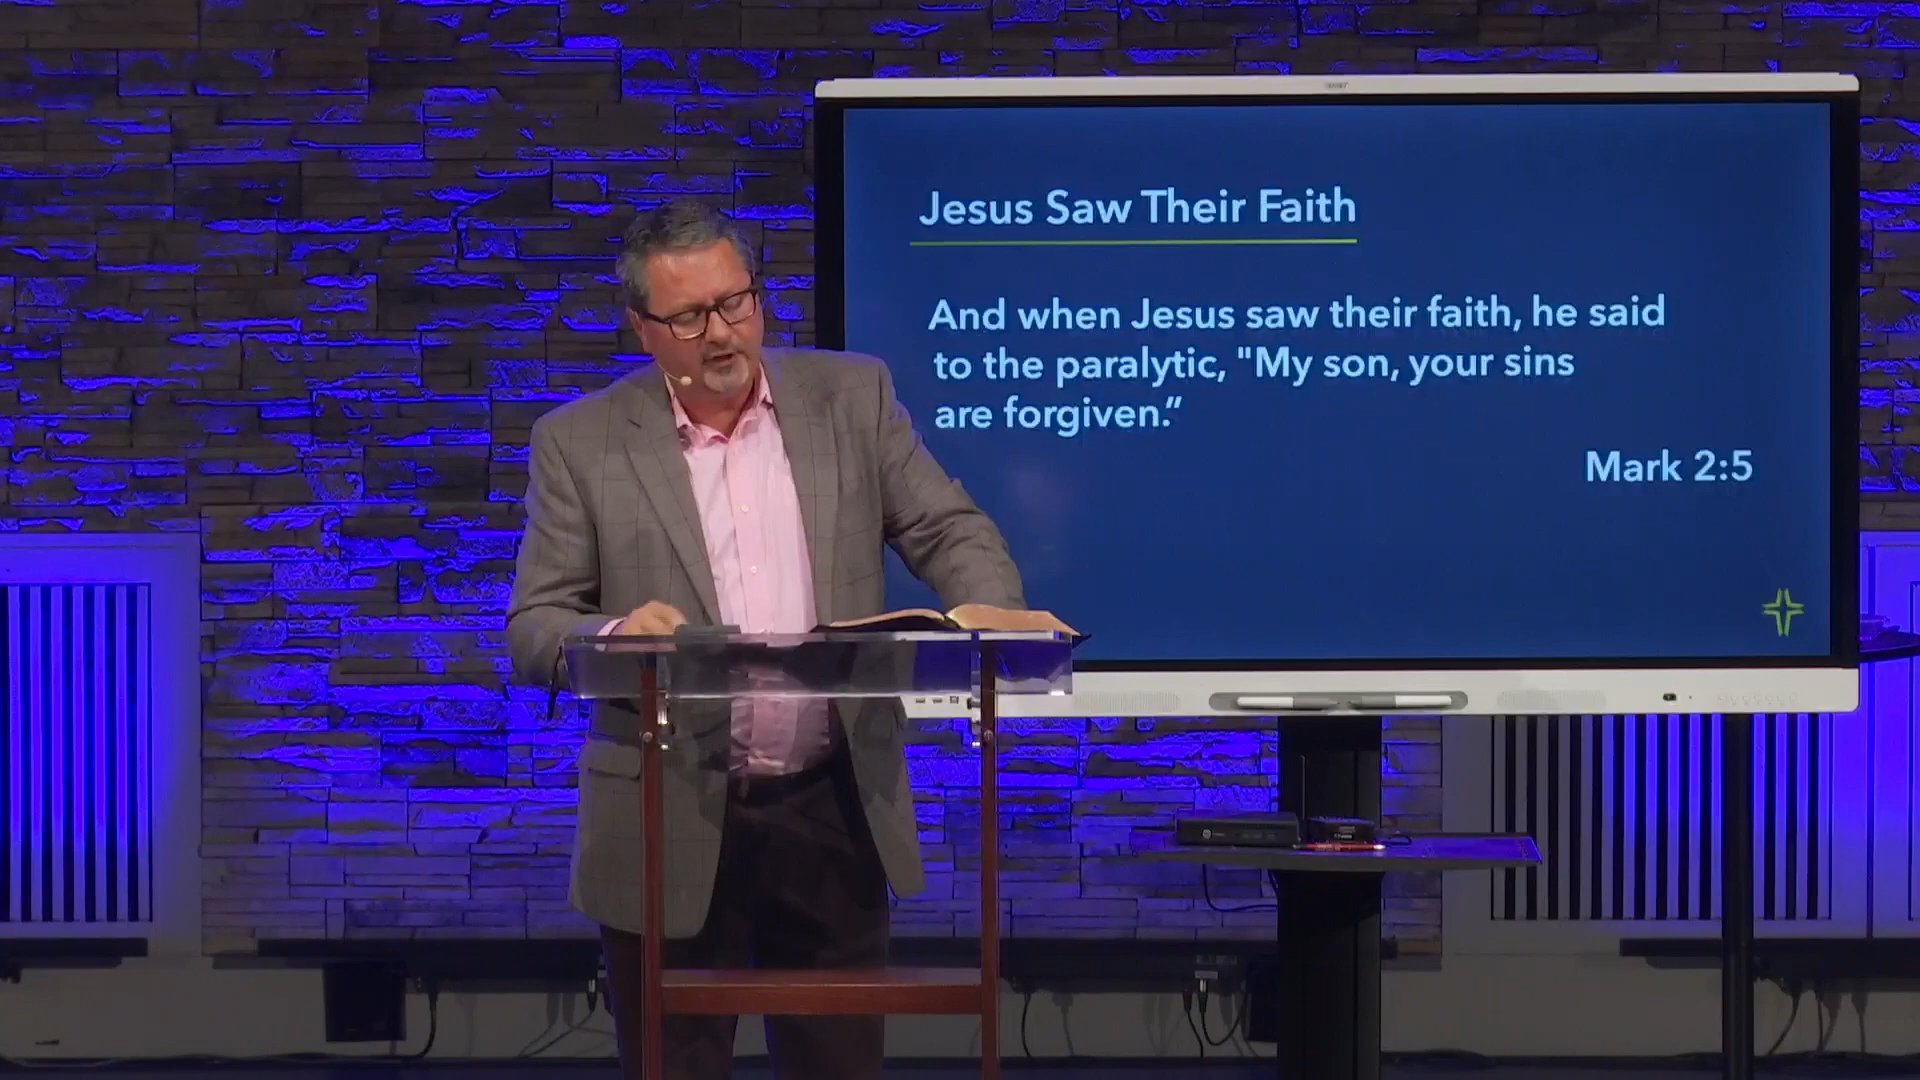 Jesus Saw Their Faith
And when Jesus saw their faith, he said
to the paralytic, "My son, your sins
are forgiven.”
Mark 2:5